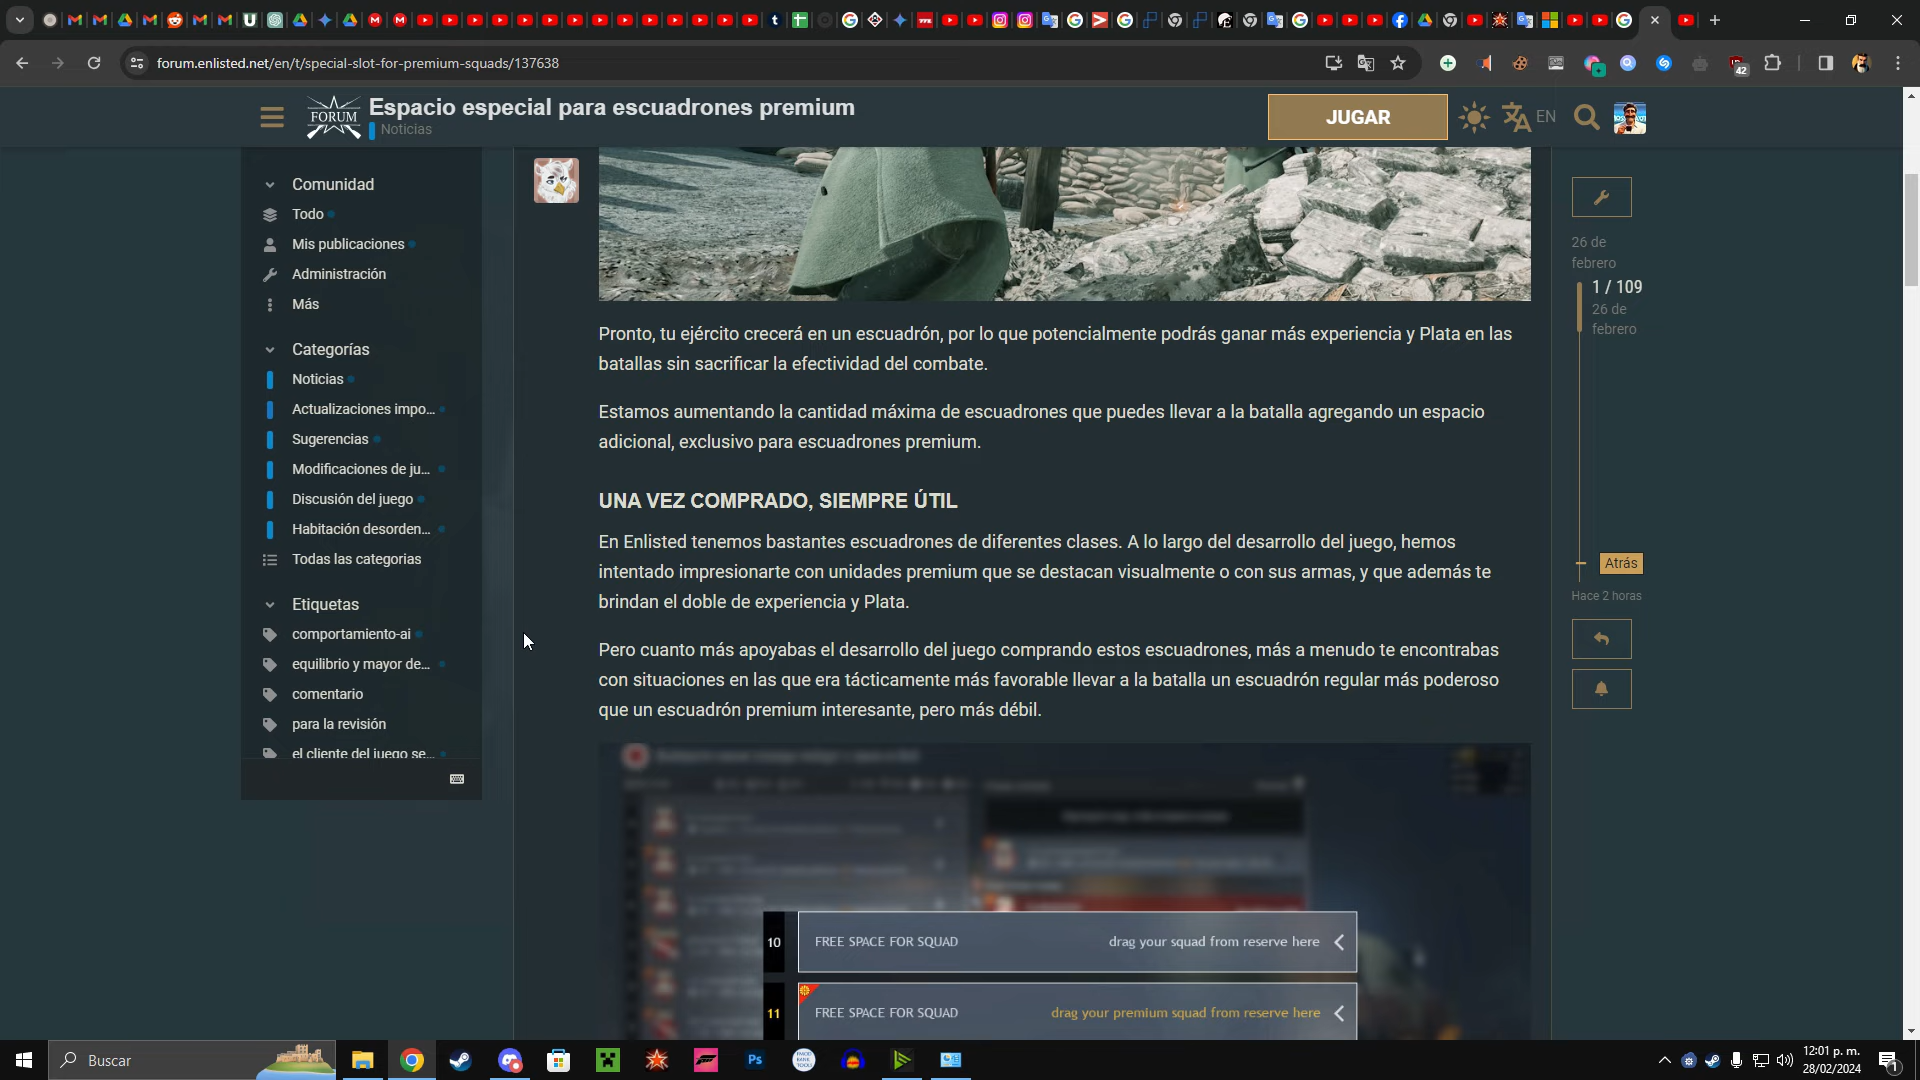 forum.enlisted.net/en/t/special-slot-for-premium-squads/137638
42
FORUM
Espacio especial para escuadrones premium
Noticias
JUGAR
EN
Comunidad
Todo
Mis publicaciones
Administración
Más
Categorías
Noticias
Actualizaciones impo...
Sugerencias
Modificaciones de ju...
Discusión del juego
Habitación desorden...
Todas las categorias
Etiquetas
comportamiento-ai
equilibrio y mayor de...
comentario
para la revisión
el cliente del juego se...
Pronto, tu ejército crecerá en un escuadrón, por lo que potencialmente podrás ganar más experiencia y Plata en las
batallas sin sacrificar la efectividad del combate.
Estamos aumentando la cantidad máxima de escuadrones que puedes llevar a la batalla agregando un espacio
adicional, exclusivo para escuadrones premium.
UNA VEZ COMPRADO, SIEMPRE ÚTIL
En Enlisted tenemos bastantes escuadrones de diferentes clases. A lo largo del desarrollo del juego, hemos
intentado impresionarte con unidades premium que se destacan visualmente o con sus armas, y que además te
brindan el doble de experiencia y Plata.
Pero cuanto más apoyabas el desarrollo del juego comprando estos escuadrones, más a menudo te encontrabas
con situaciones en las que era tácticamente más favorable llevar a la batalla un escuadrón regular más poderoso
que un escuadrón premium interesante, pero más débil.
10 FREE SPACE FOR SQUAD drag your squad from reserve here
11 FREE SPACE FOR SQUAD drag your premium squad from reserve here
26 de
febrero
1 / 109
26 de
febrero
Atrás
Hace 2 horas
Buscar
Ps
12:01 p. m.
28/02/2024
1